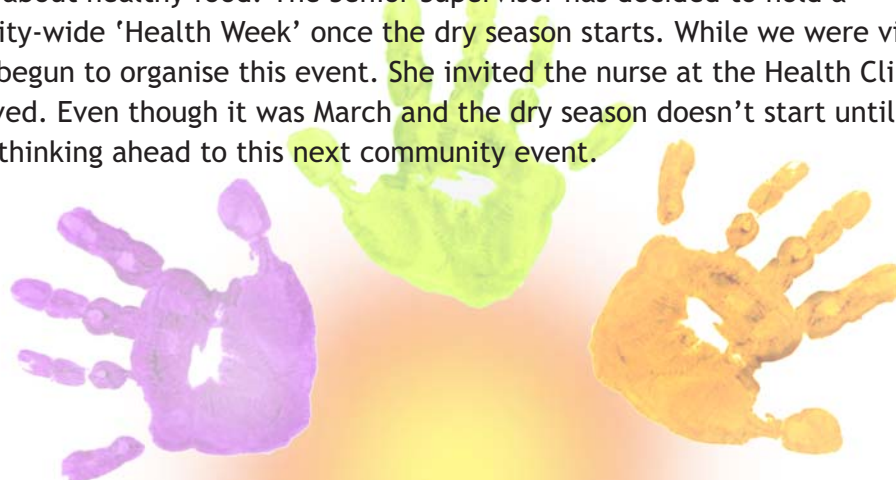 about healthy food. The Senior Supervisor has decided to hold a
ity-wide ‘Health Week’ once the dry season starts. While we were vi
begun to organise this event. She invited the nurse at the Health Cli
ved. Even though it was March and the dry season doesn’t start until
thinking ahead to this next community event.